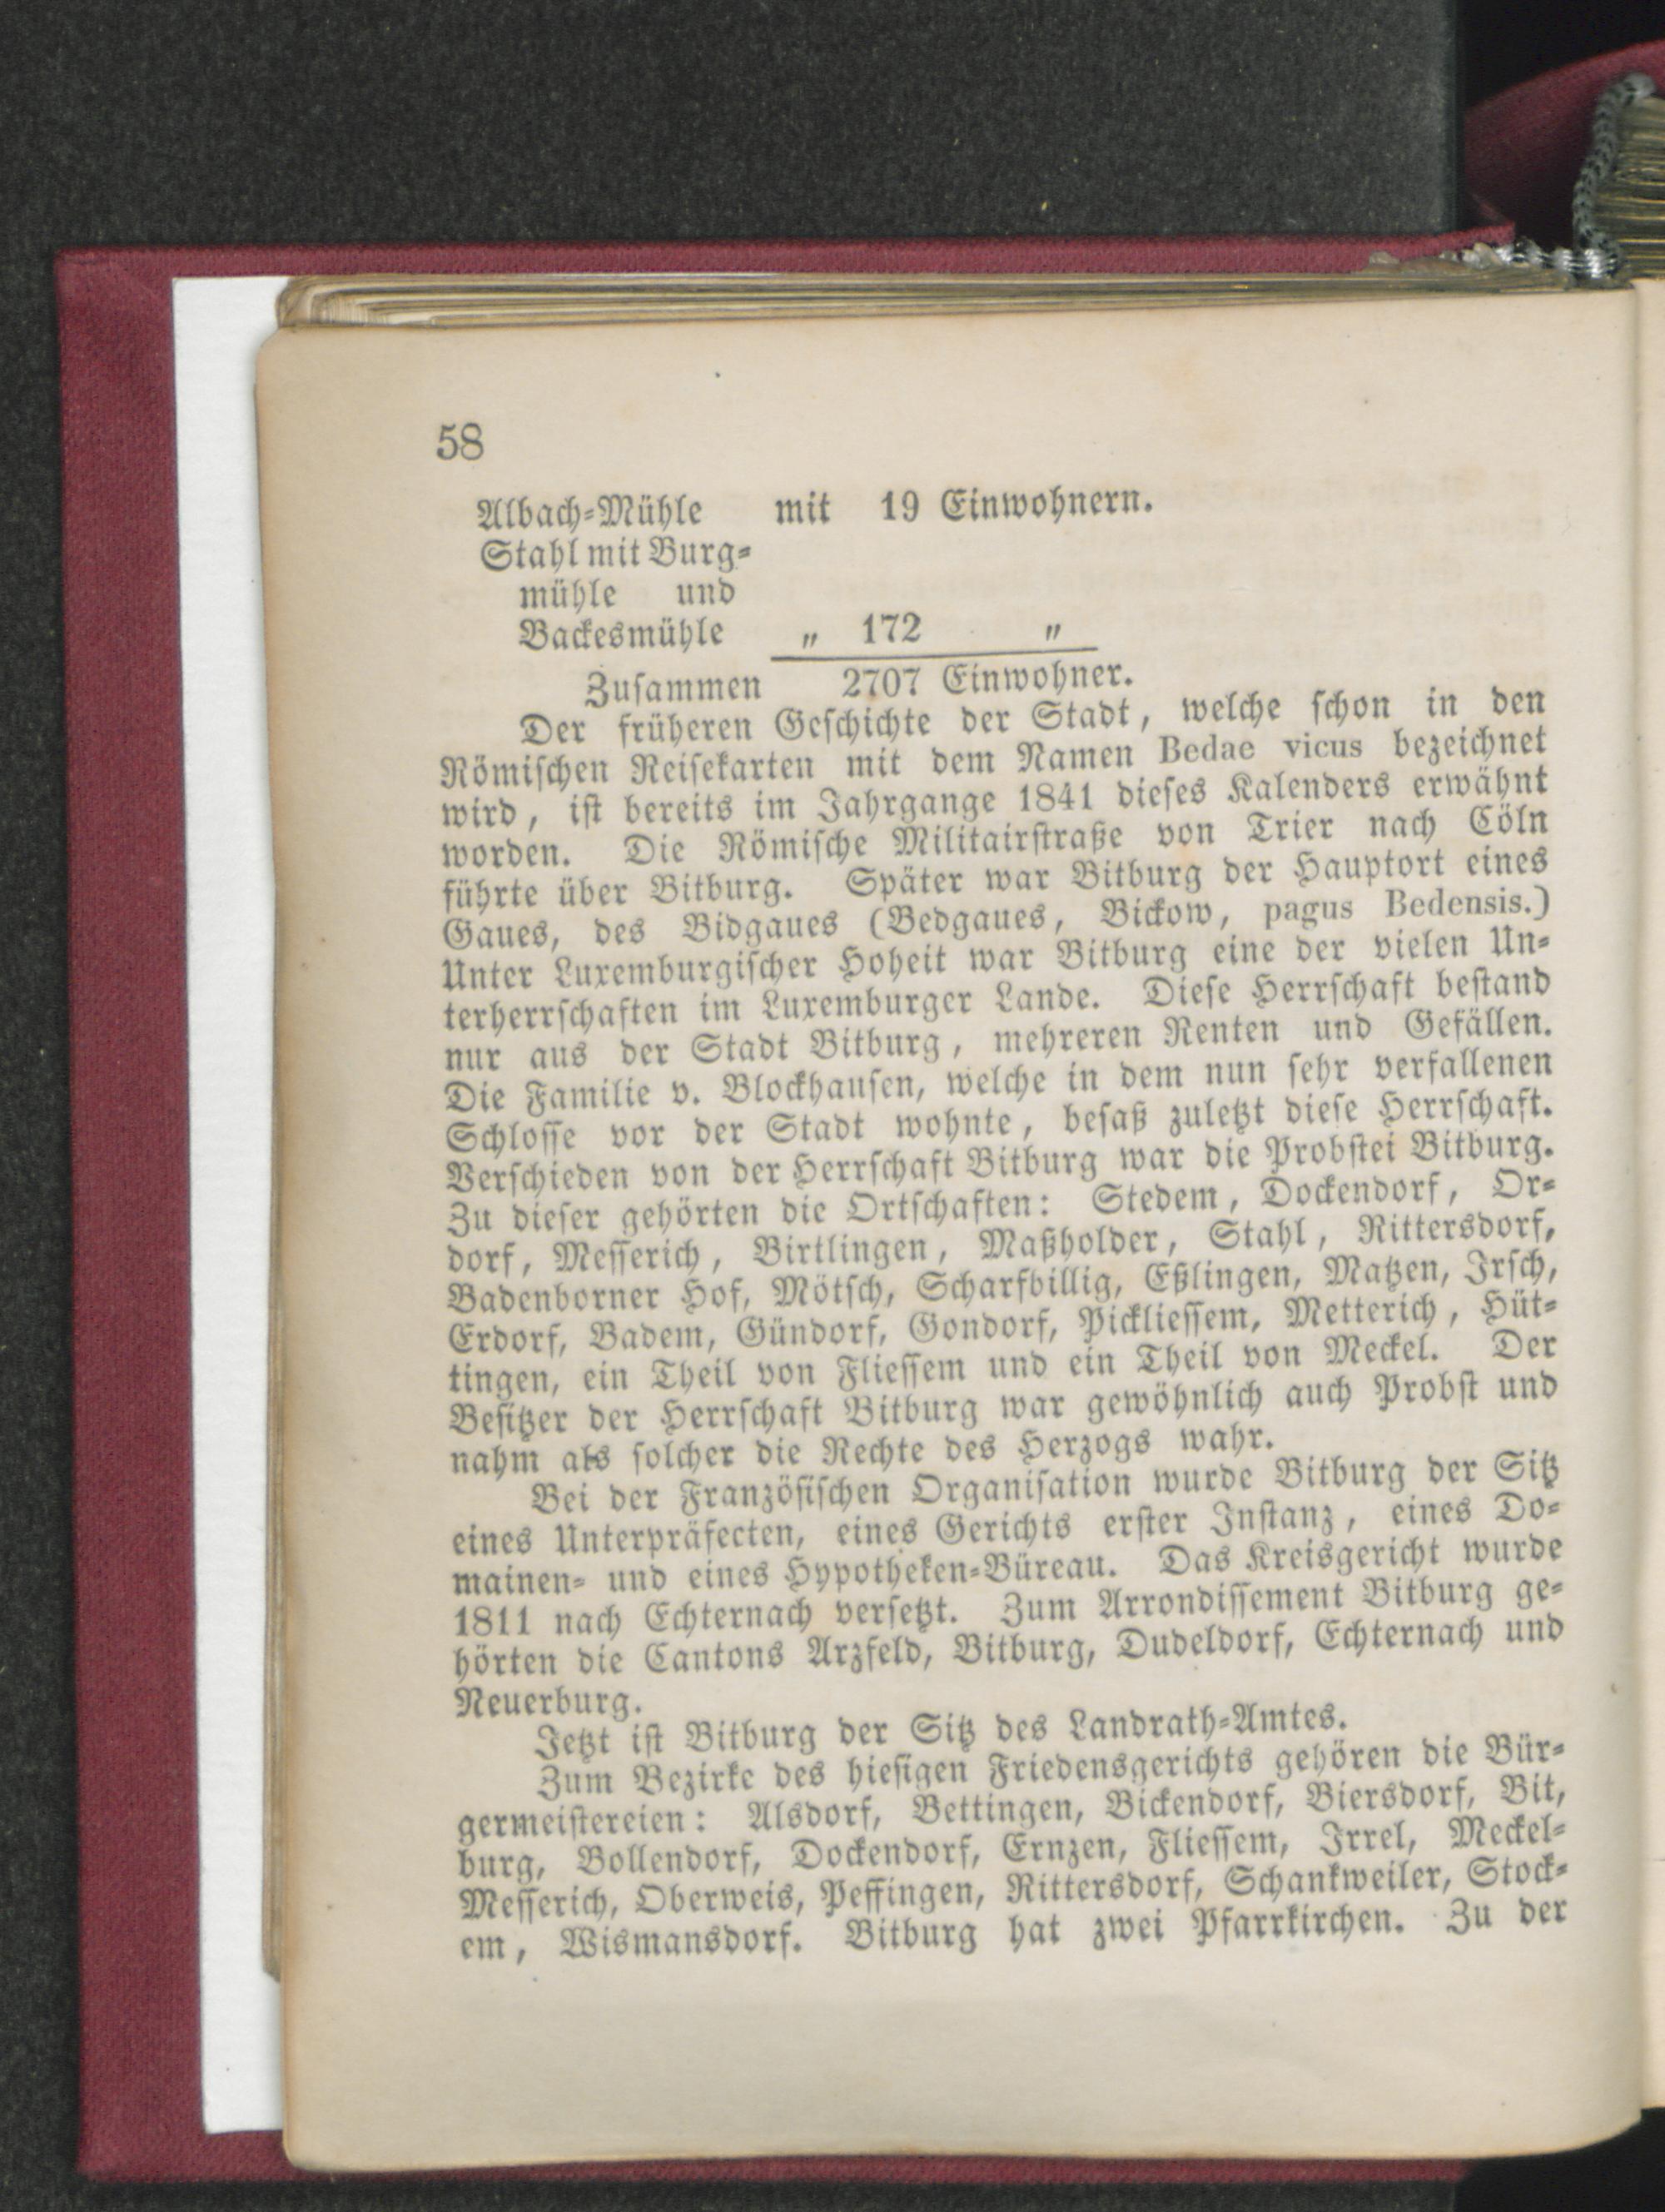 58
Albach-Mühle mit 19 Einwohnern.
Stahl mit Burg-
mühle und
Backesmühle „ 172 „
Zusammen 2707 Einwohner.
Der früheren Geschichte der Stadt, welche schon in den
Römischen Reisekarten mit dem Namen Bedae vicus bezeichnet
wird, ist bereits im Jahrgange 1841 dieses Kalenders erwähnt
worden. Die Römische Militairstraße von Trier nach Cöln
führte über Bitburg. Später war Bitburg der Hauptort eines
Gaues, des Bidgaues (Bedgaues, Bickow, pagus Bedensis.)
Unter Luxemburgischer Hoheit war Bitburg eine der vielen Un-
terherrschaften im Luxemburger Lande. Diese Herrschaft bestand
nur aus der Stadt Bitburg, mehreren Renten und Gefällen.
Die Familie v. Blockhausen, welche in dem nun sehr verfallenen
Schlosse vor der Stadt wohnte, besaß zuletzt diese Herrschaft.
Verschieden von der Herrschaft Bitburg war die Probstei Bitburg.
Zu dieser gehörten die Ortschaften: Stedem, Dockendorf, Or-
dorf, Messerich, Birtlingen, Maßholder, Stahl, Rittersdorf,
Badenborner Hof, Mötsch, Scharfbillig, Eßlingen, Matzen, Irsch,
Erdorf, Badem, Gündorf, Gondorf, Pickliessem, Metterich, Hüt-
tingen, ein Theil von Fliessem und ein Theil von Meckel. Der
Besitzer der Herrschaft Bitburg war gewöhnlich auch Probst und
nahm als solcher die Rechte des Herzogs wahr.
Bei der Französischen Organisation wurde Bitburg der Sitz
eines Unterpräfecten, eines Gerichts erster Instanz, eines Do-
mainen- und eines Hypotheken-Büreau. Das Kreisgericht wurde
1811 nach Echternach versetzt. Zum Arrondissement Bitburg ge-
hörten die Cantons Arzfeld, Bitburg, Dudeldorf, Echternach und
Neuerburg.
Jetzt ist Bitburg der Sitz des Landrath-Amtes.
Zum Bezirke des hiesigen Friedensgerichts gehören die Bür-
germeistereien: Alsdorf, Bettingen, Bickendorf, Biersdorf, Bit,
burg, Bollendorf, Dockendorf, Ernzen, Fliessem, Irrel, Meckel-
Messerich, Oberweis, Peffingen, Rittersdorf, Schankweiler, Stock-
em, Wismansdorf. Bitburg hat zwei Pfarrkirchen. Zu der